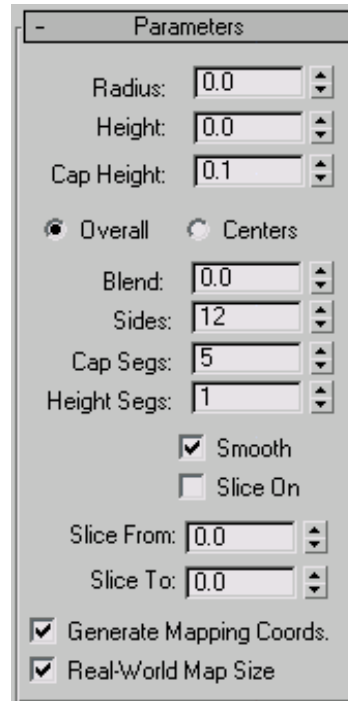 - Parameters
Radius: 0.0
Height: 0.0
Cap Height: 0.1
Overall Centers
Blend: 0.0
Sides: 12
Cap Segs: 5
Height Segs: 1
Smooth
Slice On
Slice From: 0.0
Slice To: 0.0
Generate Mapping Coords.
Real-World Map Size